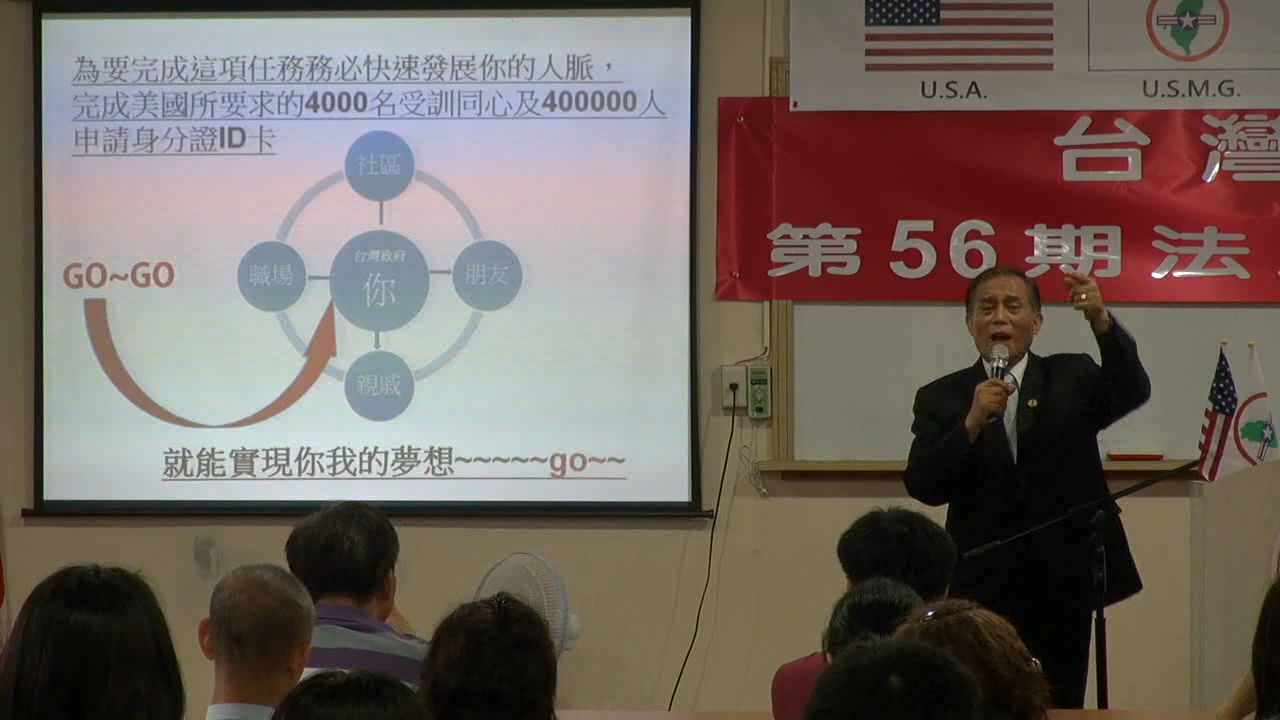 為要完成這項任務務必快速發展你的人脈，
完成美國所要求的4000名受訓同心及400000人
申請身分證ID卡
社區
GO~GO
職場
台灣政府
你
朋友
親戚
就能實現你我的夢想~~~~~go~~
U.S.A.
U.S.M.G.
台灣
第56期法